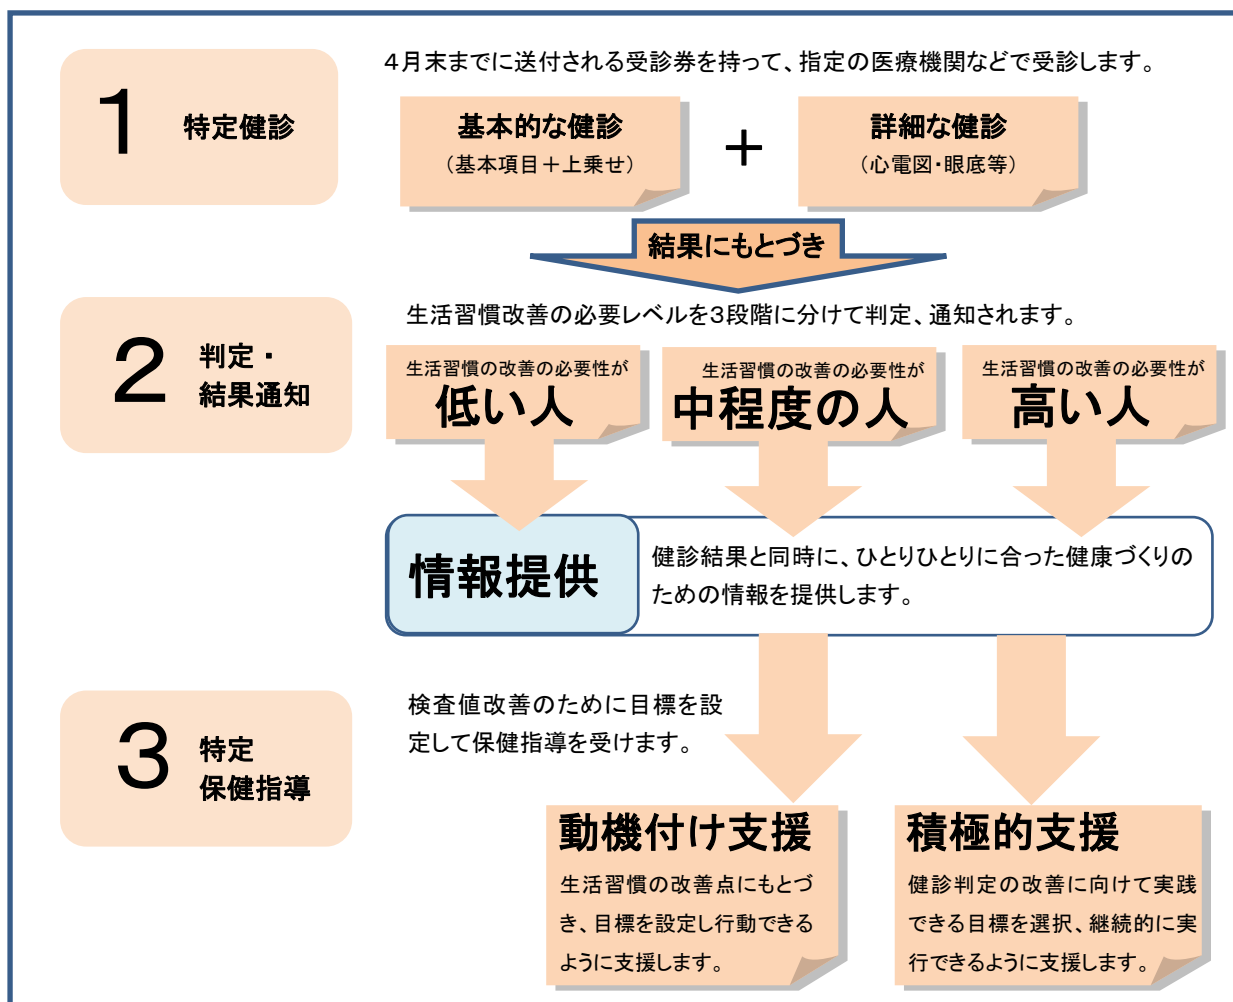 4月末までに送付される受診券を持って、指定の医療機関などで受診します。
1 特定健診
基本的な健診
（基本項目＋上乗せ）
＋
詳細な健診
（心電図・眼底等）
結果にもとづき
生活習慣改善の必要レベルを3段階に分けて判定、通知されます。
2 判定・
結果通知
生活習慣の改善の必要性が
低い人
生活習慣の改善の必要性が
中程度の人
生活習慣の改善の必要性が
高い人
情報提供
健診結果と同時に、ひとりひとりに合った健康づくりの
ための情報を提供します。
3 特定
保健指導
検査値改善のために目標を設
定して保健指導を受けます。
動機付け支援
生活習慣の改善点にもとづ
き、目標を設定し行動できる
ように支援します。
積極的支援
健診判定の改善に向けて実践
できる目標を選択、継続的に実
行できるように支援します。